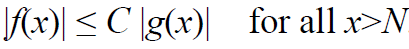 |f(x)| ≤ C |g(x)| for all x>N